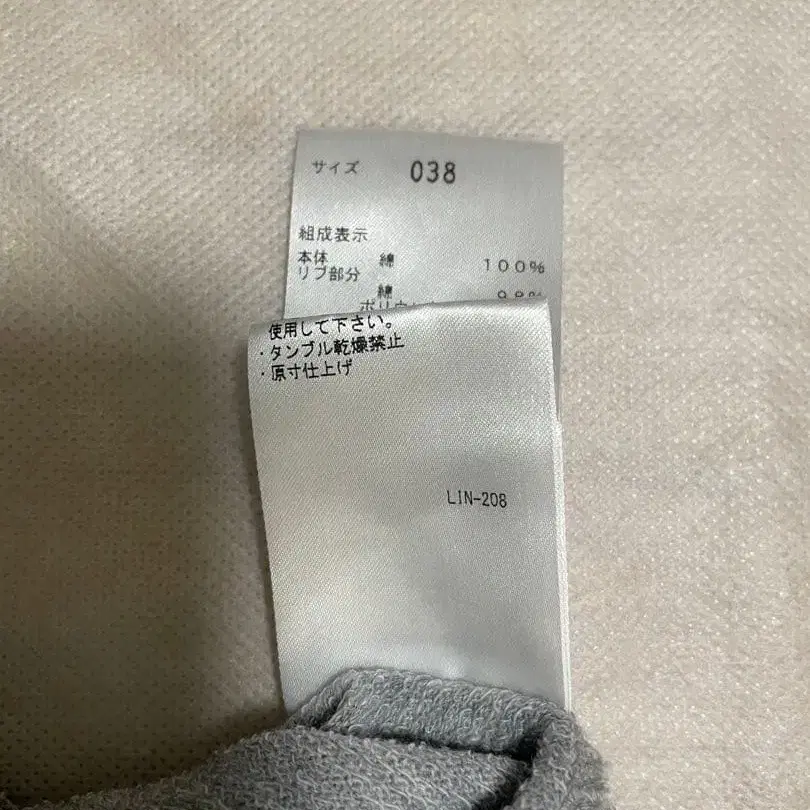 サイズ 038
組成表示
本体 綿 100%
リブ部分
綿 98%
使用して下さい。
・タンブル乾燥禁止
・原寸仕上げ
LIN-208